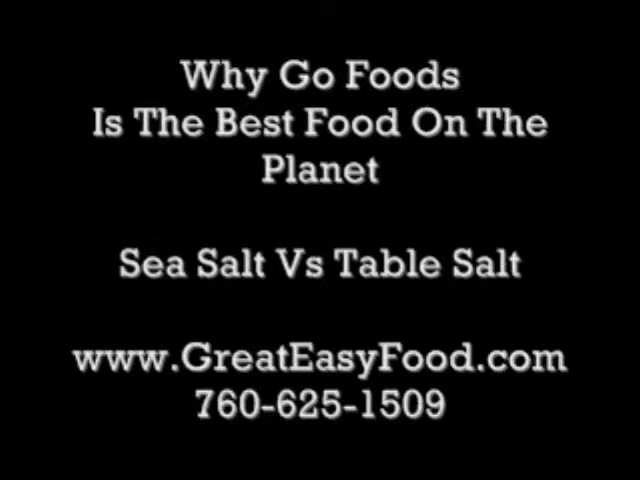 Why Go Foods
Is The Best Food On The
Planet
Sea Salt Vs Table Salt
www.GreatEasyFood.com
760-625-1509